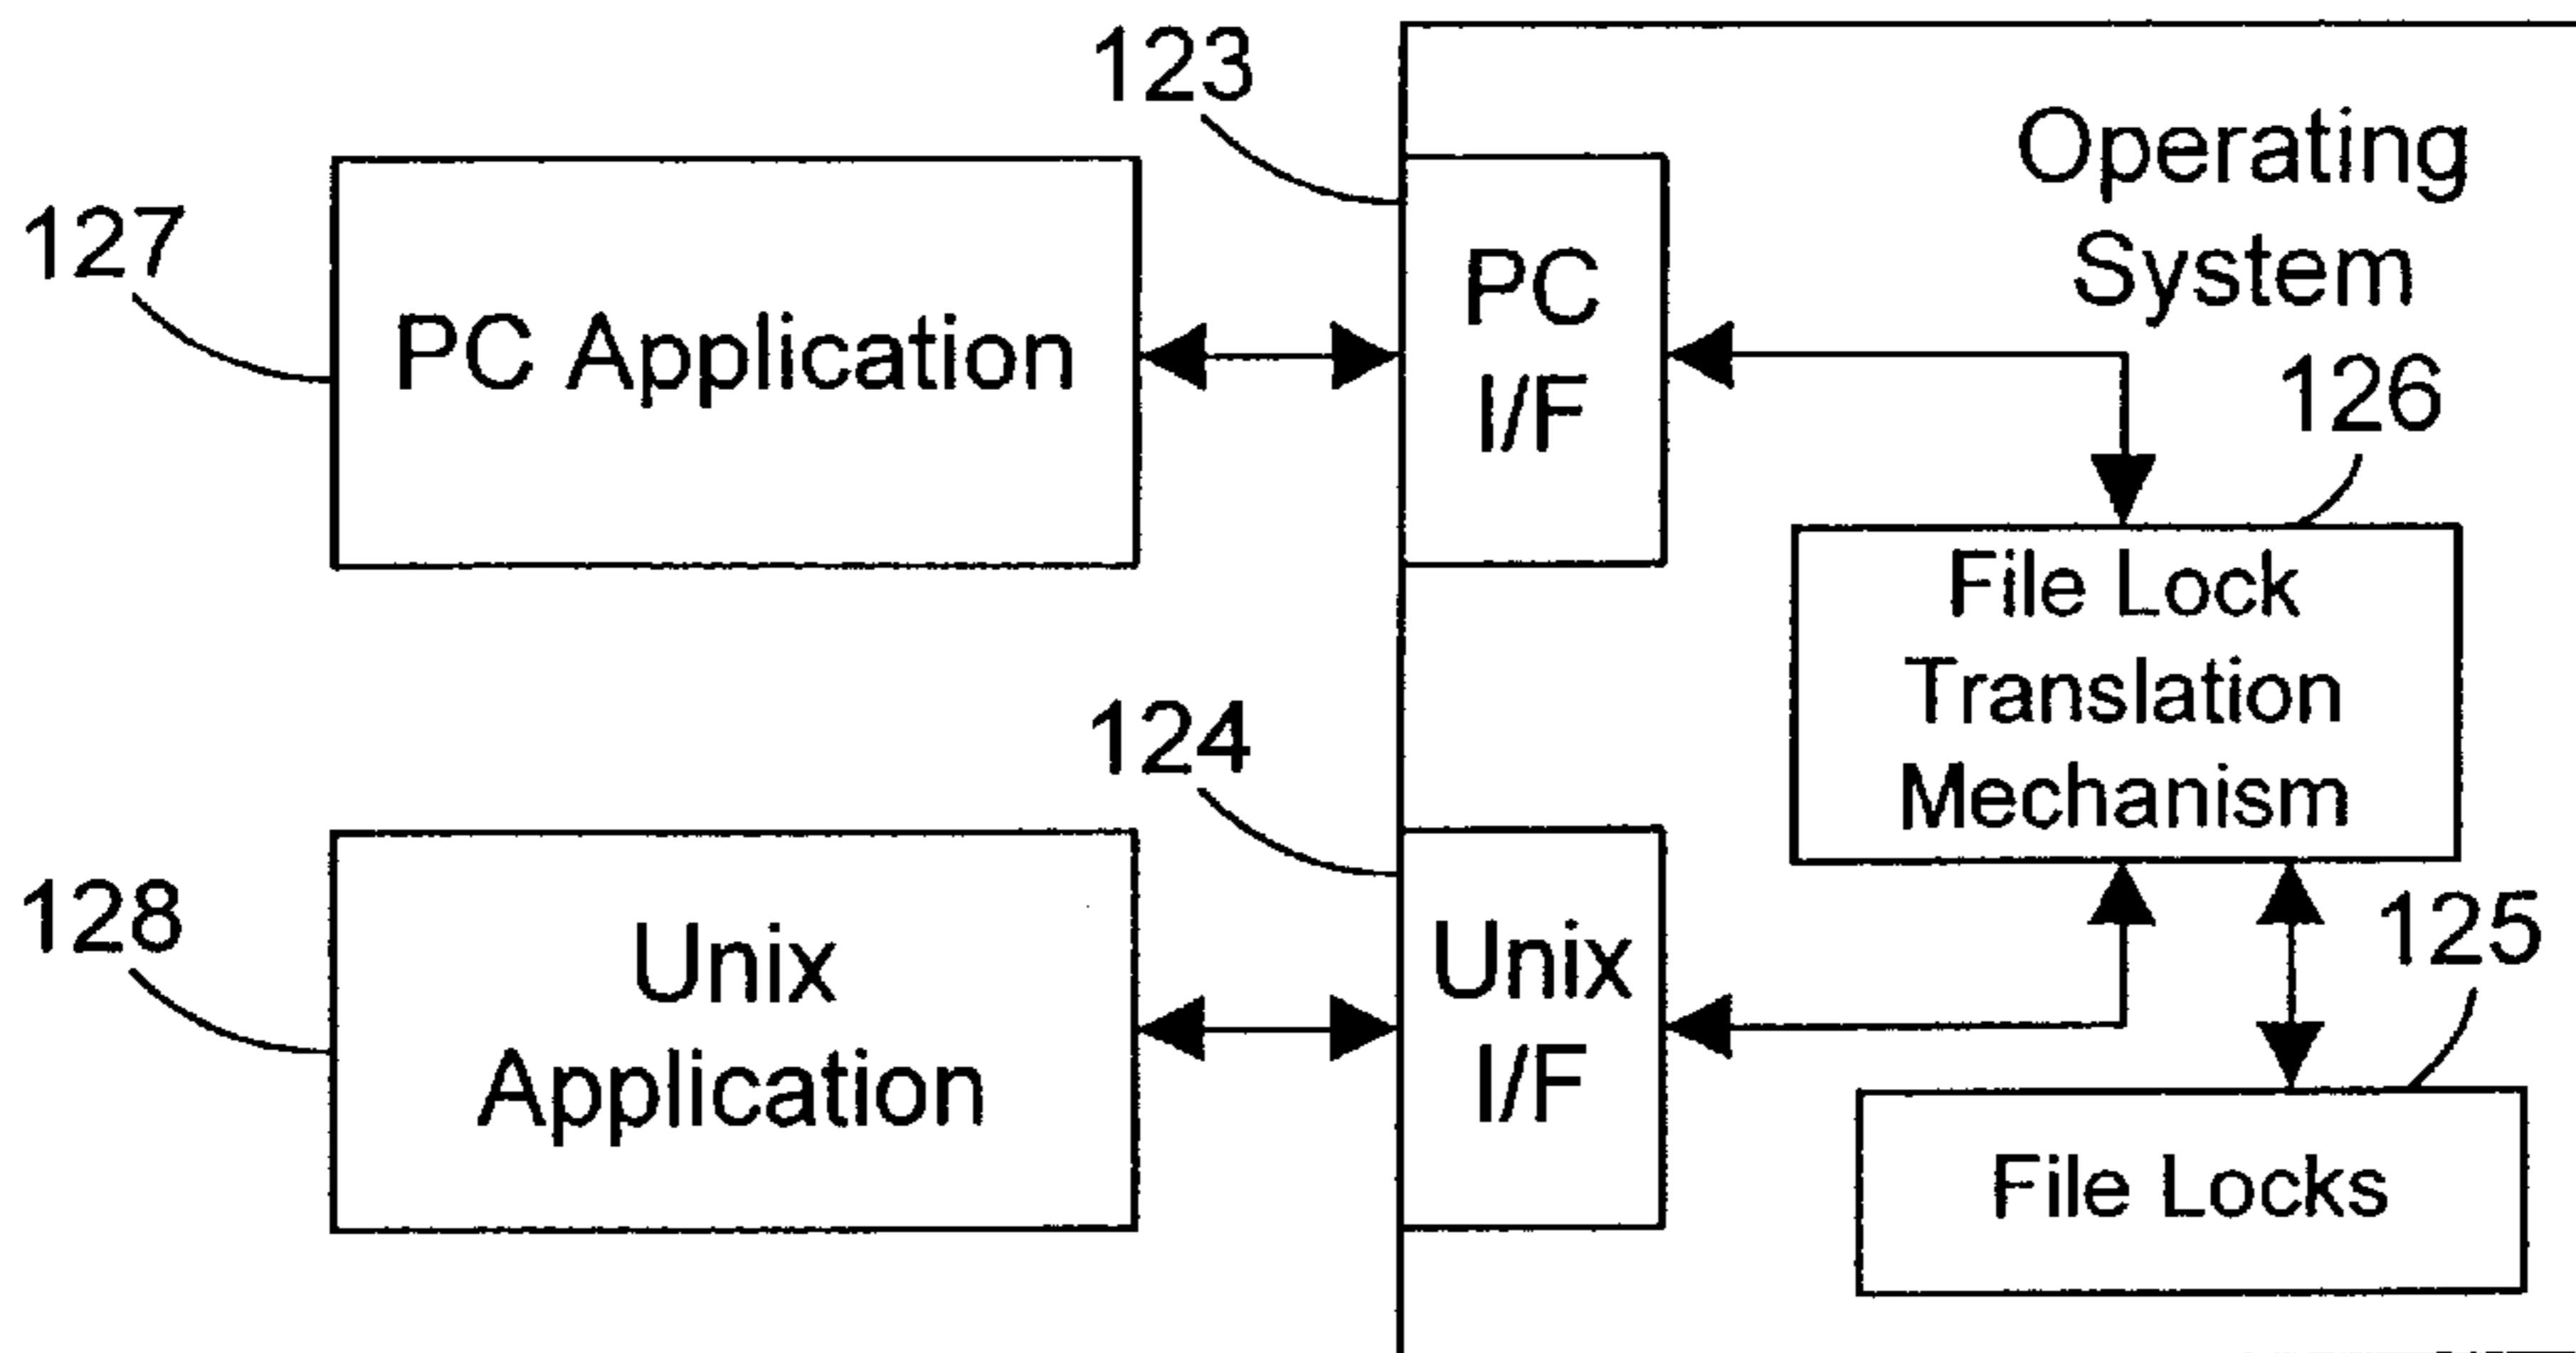 123
Operating
System
127
PC Application
PC
I/F
126
File Lock
Translation
Mechanism
124
128
Unix
Application
Unix
I/F
125
File Locks